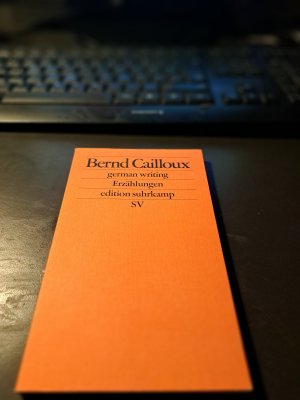 Bernd Cailloux
german writing
Erzählungen
edition suhrkamp
SV